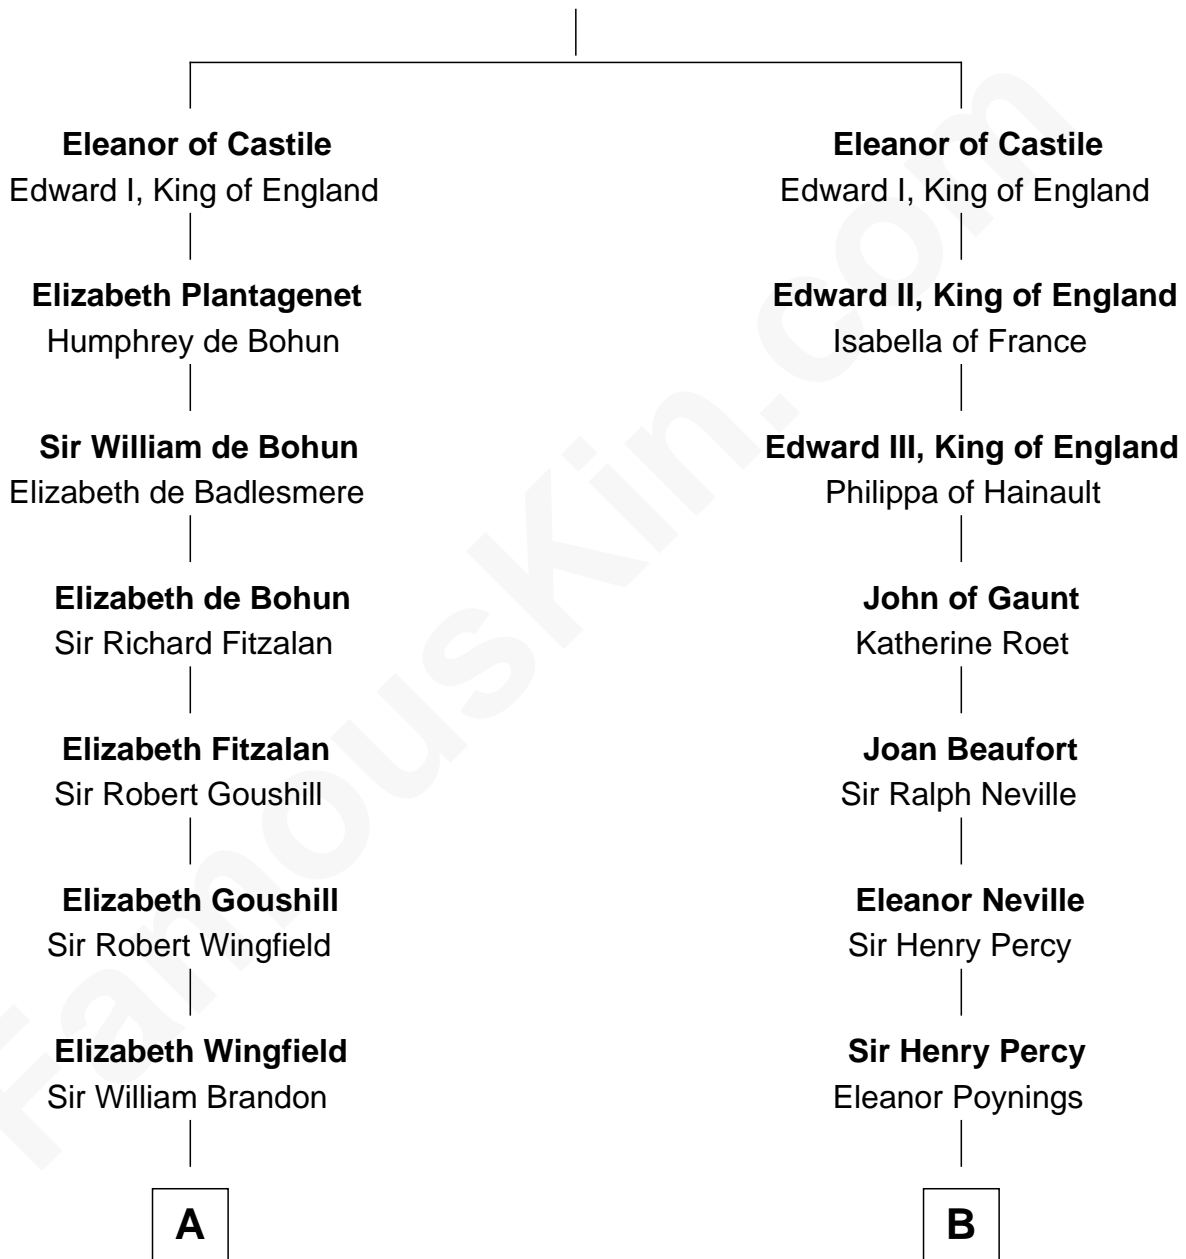 Eleanor of Castile
Edward I, King of England
Elizabeth Plantagenet
Humphrey de Bohun
Sir William de Bohun
Elizabeth de Badlesmere
Elizabeth de Bohun
Sir Richard Fitzalan
Elizabeth Fitzalan
Sir Robert Goushill
Elizabeth Goushill
Sir Robert Wingfield
Elizabeth Wingfield
Sir William Brandon
A
Eleanor of Castile
Edward I, King of England
Edward II, King of England
Isabella of France
Edward III, King of England
Philippa of Hainault
John of Gaunt
Katherine Roet
Joan Beaufort
Sir Ralph Neville
Eleanor Neville
Sir Henry Percy
Sir Henry Percy
Eleanor Poynings
B
FamousKin.com